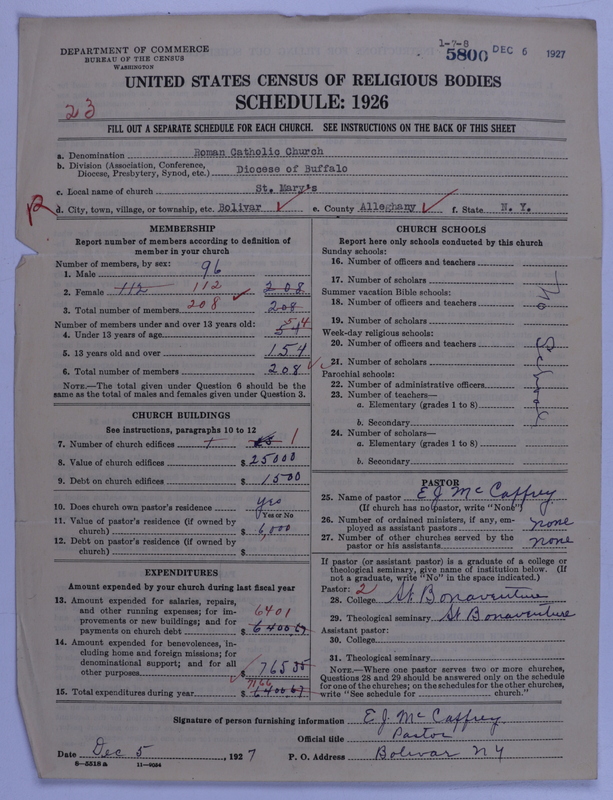 1-7-8
5800 DEC 6 1927
DEPARTMENT OF COMMERCE
BUREAU OF THE CENSUS
WASHINGTON
UNITED STATES CENSUS OF RELIGIOUS BODIES
SCHEDULE: 1926
23
FILL OUT A SEPARATE SCHEDULE FOR EACH CHURCH. SEE INSTRUCTIONS ON THE BACK OF THIS SHEET
a. Denomination Roman Catholic Church
b. Division (Association, Conference, Diocese, Presbytery, Synod, etc.) Diocese of Buffalo
c. Local name of church St. Mary's
d. City, town, village, or township, etc. Bolivar e. County Alleghany f. State N. Y.
MEMBERSHIP
Report number of members according to definition of
member in your church
Number of members, by sex:
1. Male 96
2. Female 112 112 208
3. Total number of members 208 208
Number of members under and over 13 years old:
4. Under 13 years of age 54
5. 13 years old and over 154
6. Total number of members 208
NOTE.—The total given under Question 6 should be
same as the total of males and females given under Question 3.
CHURCH BUILDINGS
See instructions, paragraphs 10 to 12
7. Number of church edifices 1 1
8. Value of church edifices $25000
9. Debt on church edifices $1500
10. Does church own pastor's residence yes
Yes or No
11. Value of pastor's residence (if owned by
church) $6,000
12. Debt on pastor's residence (if owned by
church) $
EXPENDITURES
Amount expended by your church during last fiscal year
13. Amount expended for salaries, repairs,
and other running expenses; for im-
provements or new buildings; and for
payments on church debt $6400.67
6401
14. Amount expended for benevolences, in-
cluding home and foreign missions; for
denominational support; and for all
other purposes $765
15. Total expenditures during year $6400.67
7166
CHURCH SCHOOLS
Report here only schools conducted by this church
Sunday schools:
16. Number of officers and teachers
17. Number of scholars
Summer vacation Bible schools:
18. Number of officers and teachers
19. Number of scholars
Week-day religious schools:
20. Number of officers and teachers
21. Number of scholars
Parochial schools:
22. Number of administrative officers
23. Number of teachers—
a. Elementary (grades 1 to 8)
b. Secondary
24. Number of scholars—
a. Elementary (grades 1 to 8)
b. Secondary
No School
PASTOR
25. Name of pastor E J McCaffrey
(If church has no pastor, write "None")
26. Number of ordained ministers, if any, em-
ployed as assistant pastors none
27. Number of other churches served by the
pastor or his assistants none
If pastor (or assistant pastor) is a graduate of a college or
theological seminary, give name of institution below. (If
not a graduate, write "No" in the space indicated.)
Pastor: 2
28. College St Bonaventure
29. Theological seminary St Bonaventure
Assistant pastor:
30. College
31. Theological seminary
NOTE.—Where one pastor serves two or more churches,
Questions 28 and 29 should be answered only on the schedule
for one of the churches; on the schedules for the other churches,
write "See schedule for church."
Signature of person furnishing information E. J. McCaffrey
Official title Pastor
Date Dec 5 1927 P. O. Address Bolivar N Y
8—5518 a 11—9064